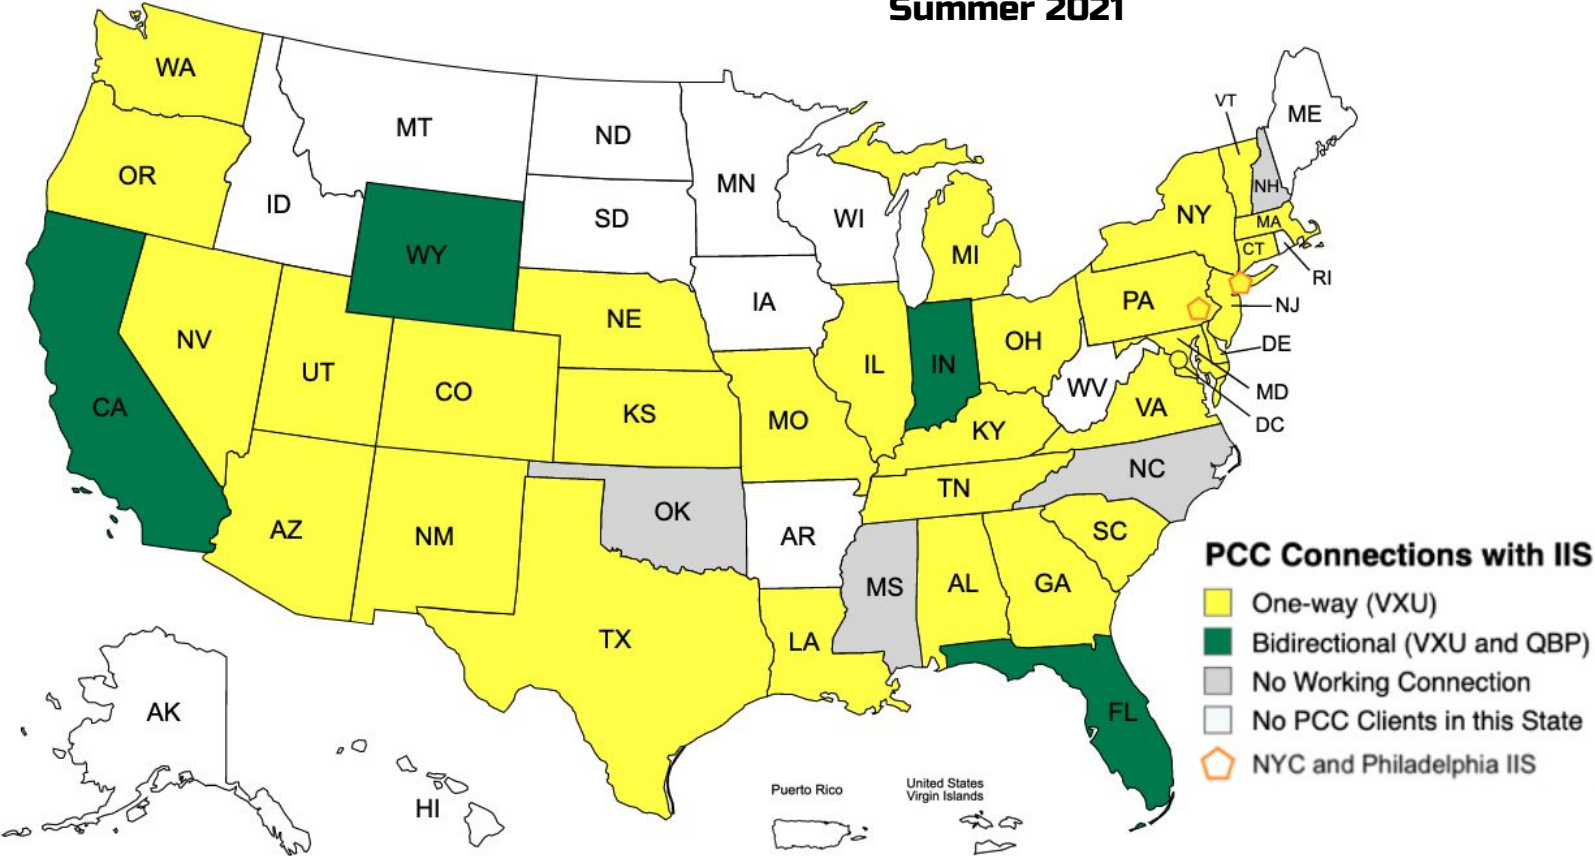 Summer 2021
WA
MT
ND
MN
OR
ID
SD
WI
WY
MI
NY
VT
ME
NH
MA
CT
RI
NJ
DE
MD
DC
PA
IA
NE
NV
UT
CO
CA
KS
MO
IL
IN
OH
WV
VA
KY
NC
TN
SC
AZ
NM
OK
AR
MS
AL
GA
TX
LA
FL
AK
HI
Puerto Rico
United States
Virgin Islands
PCC Connections with IIS
One-way (VXU)
Bidirectional (VXU and QBP)
No Working Connection
No PCC Clients in this State
NYC and Philadelphia IIS